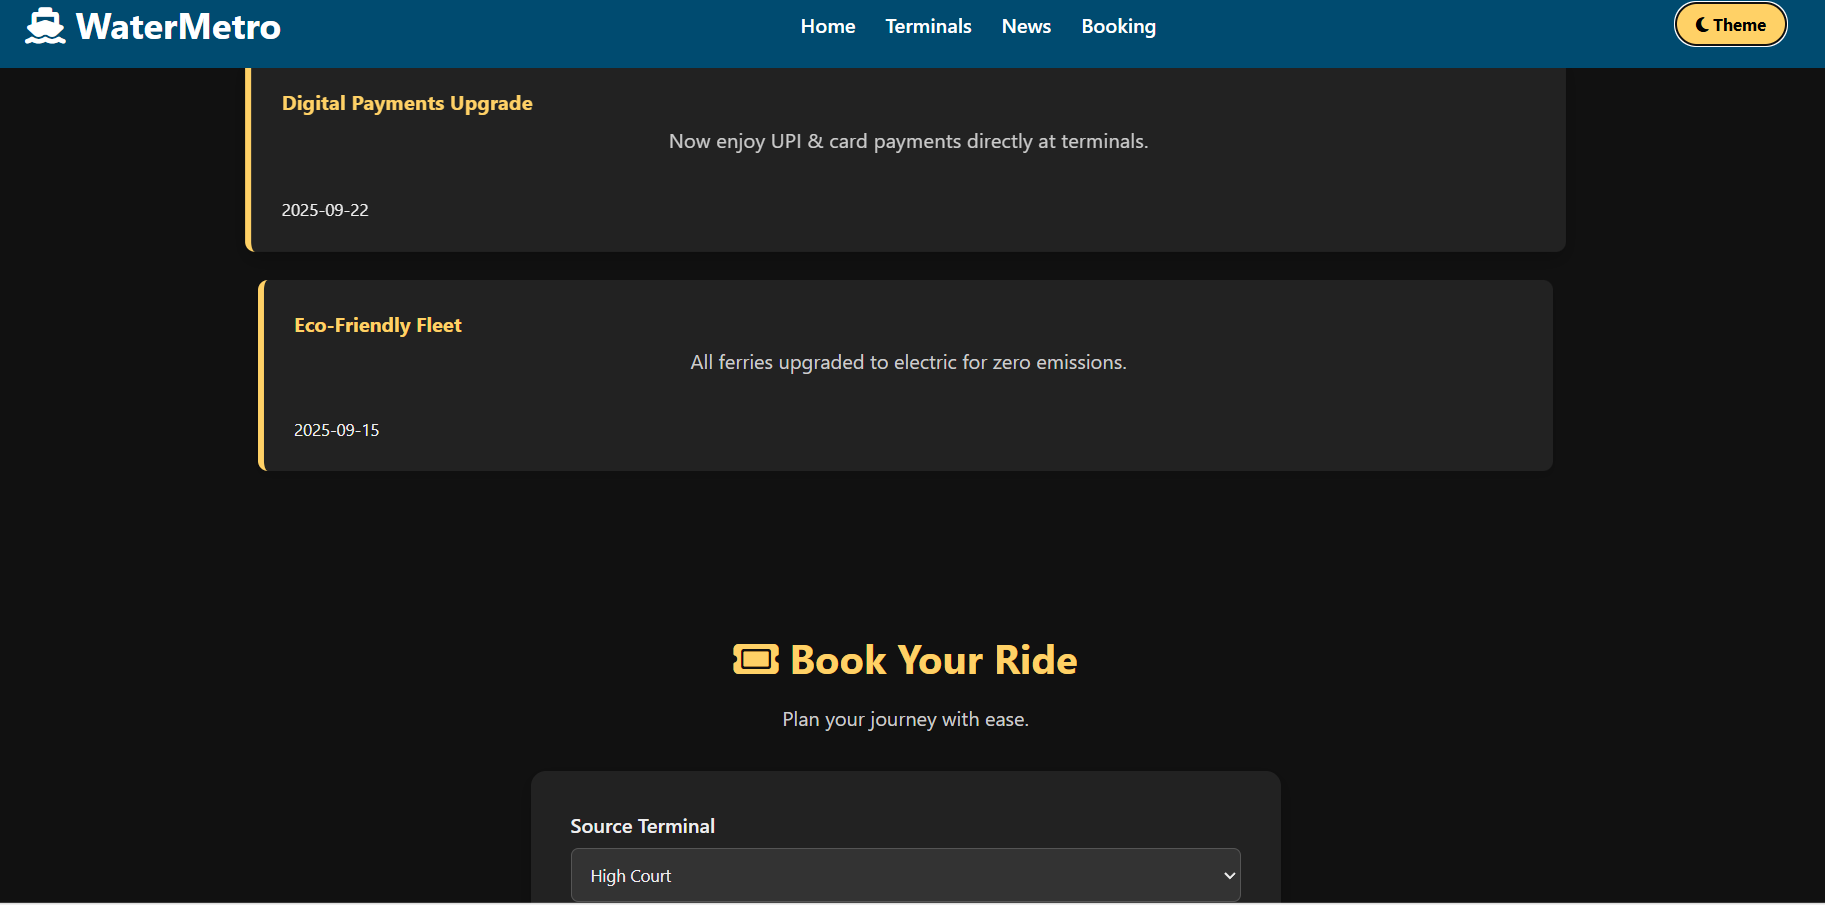 WaterMetro
Home Terminals News Booking
Theme
Digital Payments Upgrade
Now enjoy UPI & card payments directly at terminals.
2025-09-22
Eco-Friendly Fleet
All ferries upgraded to electric for zero emissions.
2025-09-15
Book Your Ride
Plan your journey with ease.
Source Terminal
High Court